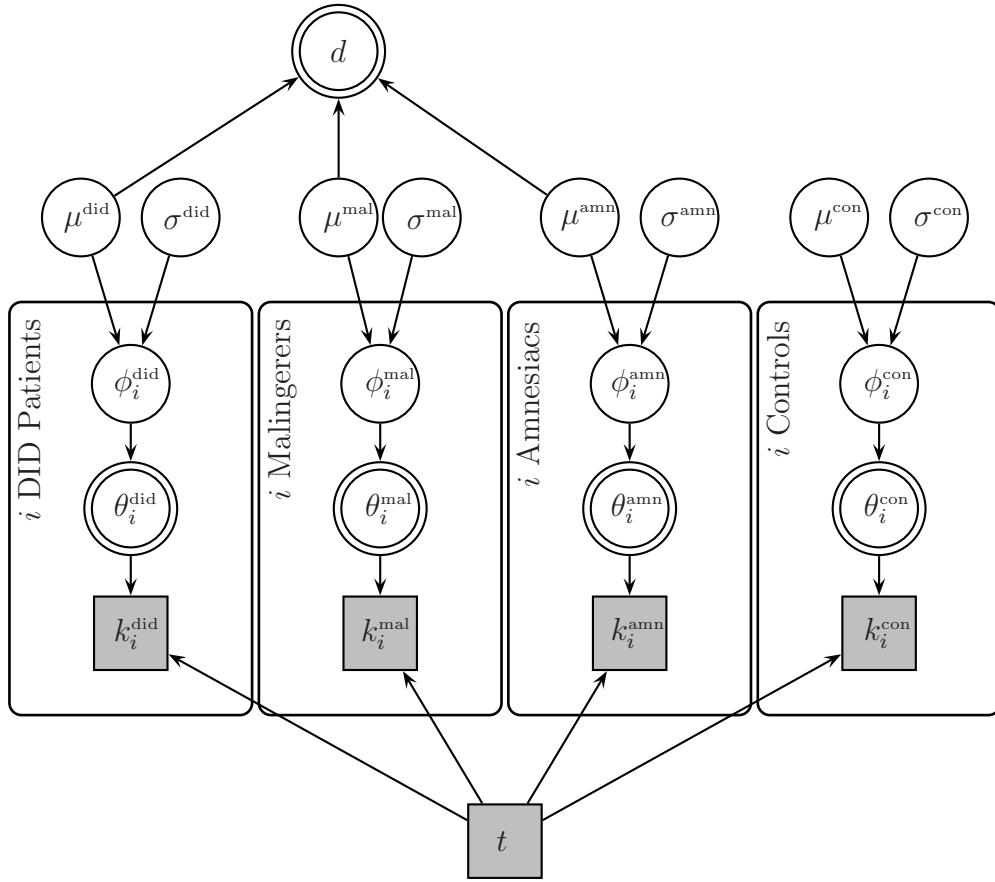 d
μ^did σ^did μ^mal σ^mal μ^amn σ^amn μ^con σ^con
i DID Patients
i Malingerers
i Amnesiacs
i Controls
ϕ_i^did ϕ_i^mal ϕ_i^amn ϕ_i^con
θ_i^did θ_i^mal θ_i^amn θ_i^con
k_i^did k_i^mal k_i^amn k_i^con
t